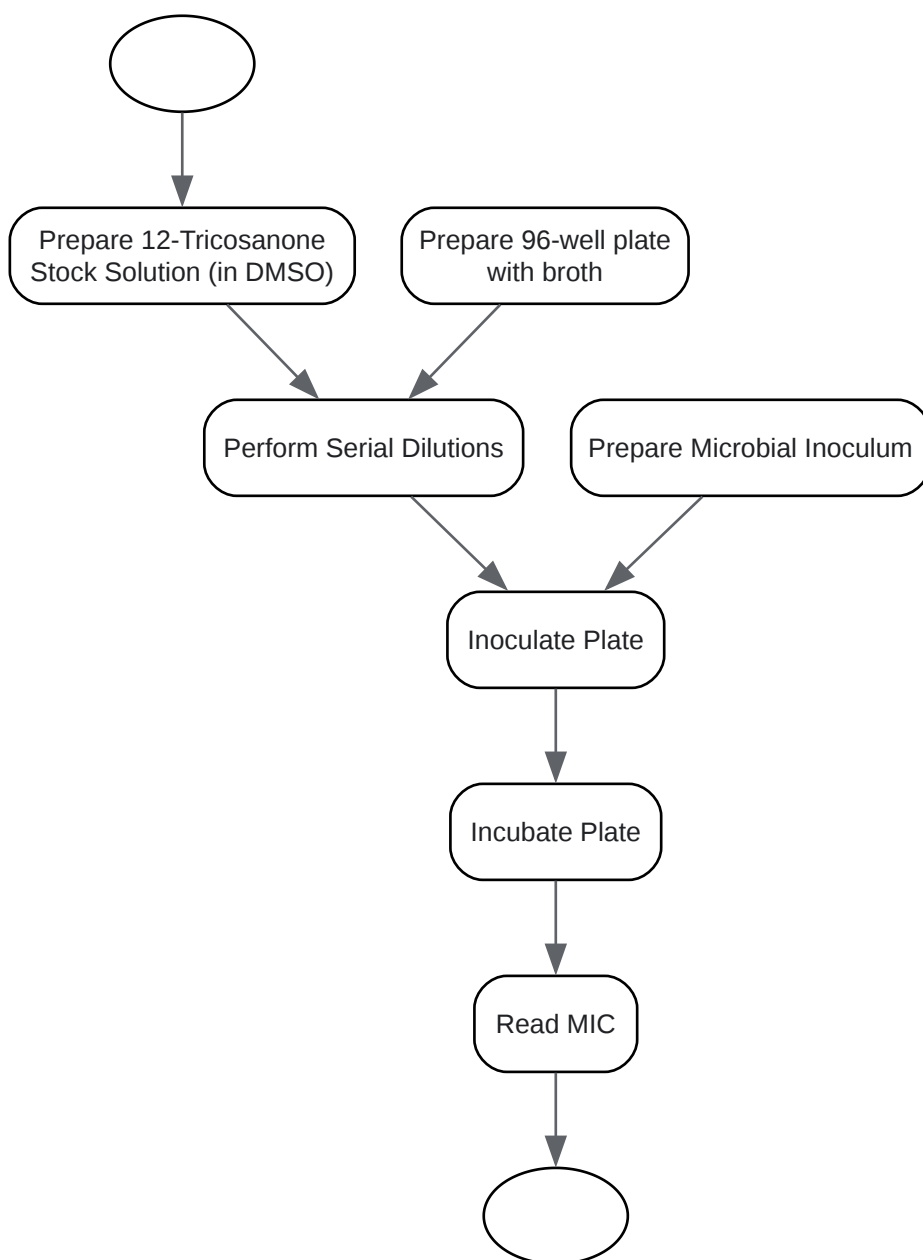 Prepare 12-Tricosanone
Stock Solution (in DMSO)
Prepare 96-well plate
with broth
Perform Serial Dilutions
Prepare Microbial Inoculum
Inoculate Plate
Incubate Plate
Read MIC